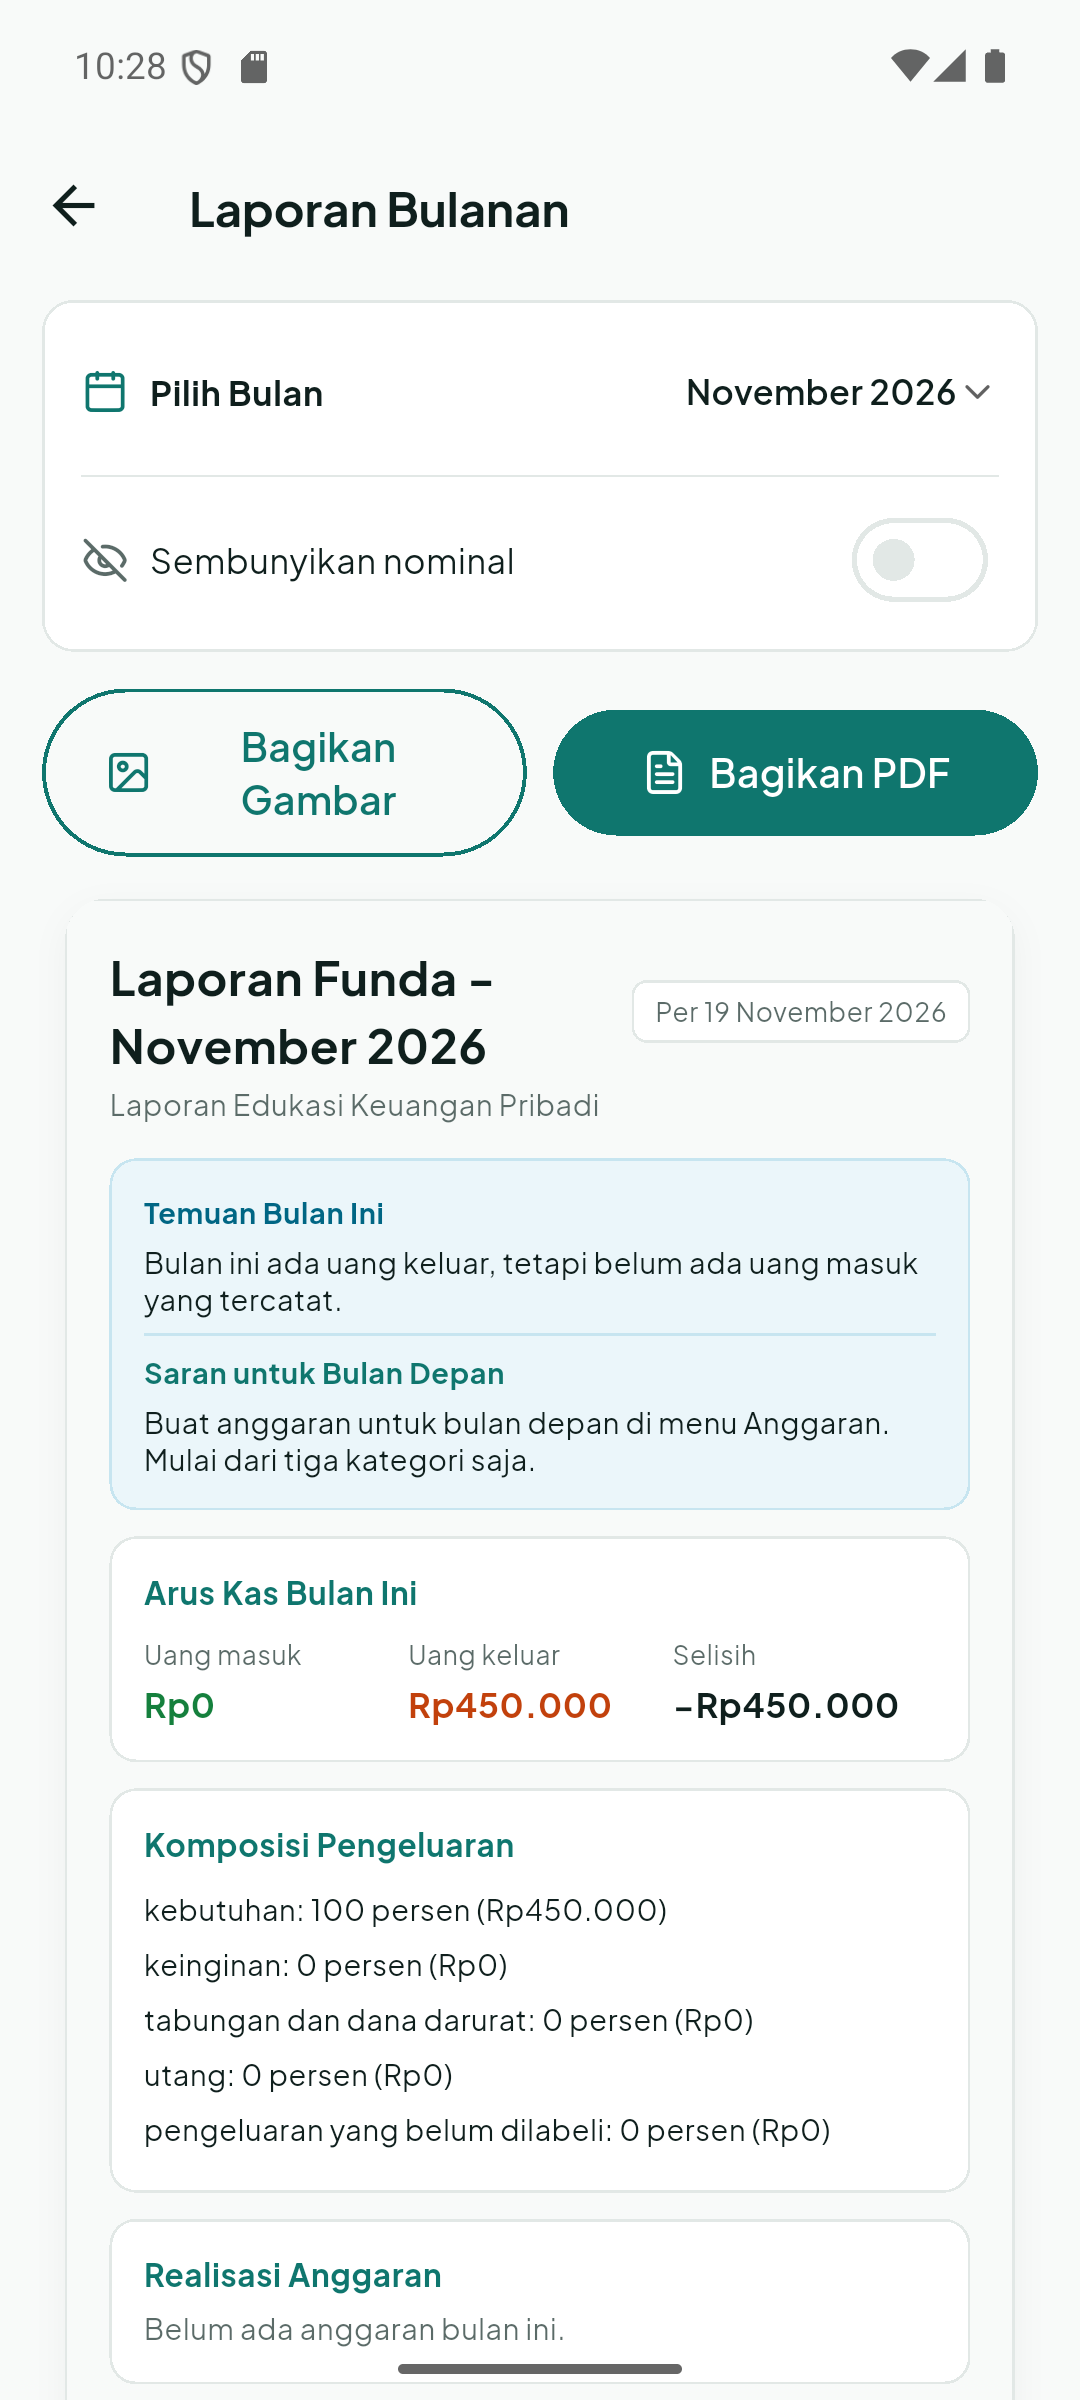 10:28
Laporan Bulanan
Pilih Bulan
November 2026
Sembunyikan nominal
Bagikan
Gambar
Bagikan PDF
Laporan Funda -
November 2026
Per 19 November 2026
Laporan Edukasi Keuangan Pribadi
Temuan Bulan Ini
Bulan ini ada uang keluar, tetapi belum ada uang masuk
yang tercatat.
Saran untuk Bulan Depan
Buat anggaran untuk bulan depan di menu Anggaran.
Mulai dari tiga kategori saja.
Arus Kas Bulan Ini
Uang masuk Uang keluar Selisih
Rp0 Rp450.000 -Rp450.000
Komposisi Pengeluaran
kebutuhan: 100 persen (Rp450.000)
keinginan: 0 persen (Rp0)
tabungan dan dana darurat: 0 persen (Rp0)
utang: 0 persen (Rp0)
pengeluaran yang belum dilabeli: 0 persen (Rp0)
Realisasi Anggaran
Belum ada anggaran bulan ini.